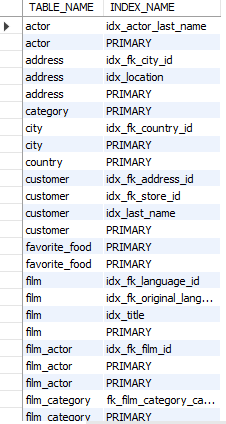 TABLE_NAME INDEX_NAME
actor idx_actor_last_name
actor PRIMARY
address idx_fk_city_id
address idx_location
address PRIMARY
category PRIMARY
city idx_fk_country_id
city PRIMARY
country PRIMARY
customer idx_fk_address_id
customer idx_fk_store_id
customer idx_last_name
customer PRIMARY
favorite_food PRIMARY
favorite_food PRIMARY
film idx_fk_language_id
film idx_fk_original_lang...
film idx_title
film PRIMARY
film_actor idx_fk_film_id
film_actor PRIMARY
film_actor PRIMARY
film_category fk_film_category_ca...
film_category PRIMARY